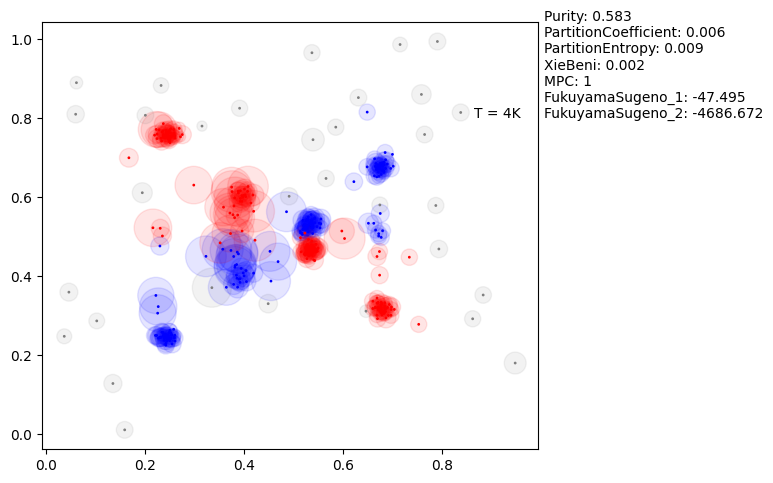 Purity: 0.583
PartitionCoefficient: 0.006
PartitionEntropy: 0.009
XieBeni: 0.002
MPC: 1
FukuyamaSugeno_1: -47.495
FukuyamaSugeno_2: -4686.672
T = 4K
1.0
0.8
0.6
0.4
0.2
0.0
0.0 0.2 0.4 0.6 0.8